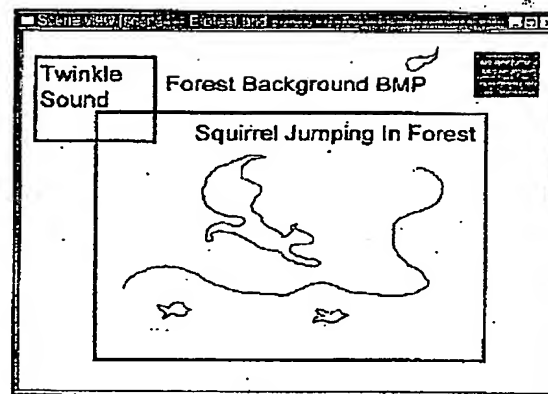 Twinkle
Sound
Forest Background BMP
Squirrel Jumping In Forest